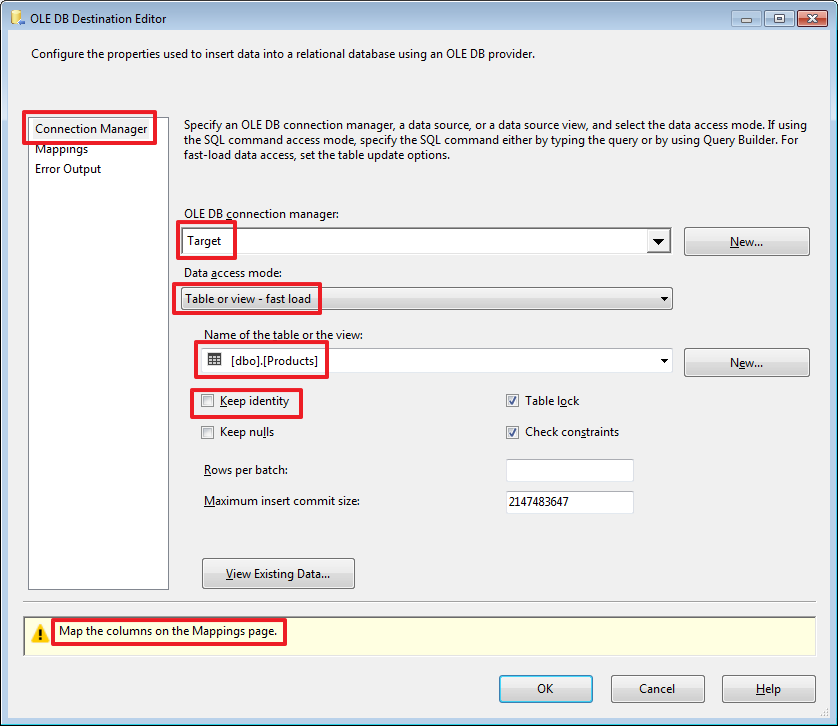 OLE DB Destination Editor
Configure the properties used to insert data into a relational database using an OLE DB provider.
Connection Manager
Mappings
Error Output
Specify an OLE DB connection manager, a data source, or a data source view, and select the data access mode. If using
the SQL command access mode, specify the SQL command either by typing the query or by using Query Builder. For
fast-load data access, set the table update options.
OLE DB connection manager:
Target
New...
Data access mode:
Table or view - fast load
Name of the table or the view:
[dbo].[Products]
New...
Keep identity
Table lock
Keep nulls
Check constraints
Rows per batch:
Maximum insert commit size:
2147483647
View Existing Data...
Map the columns on the Mappings page.
OK
Cancel
Help